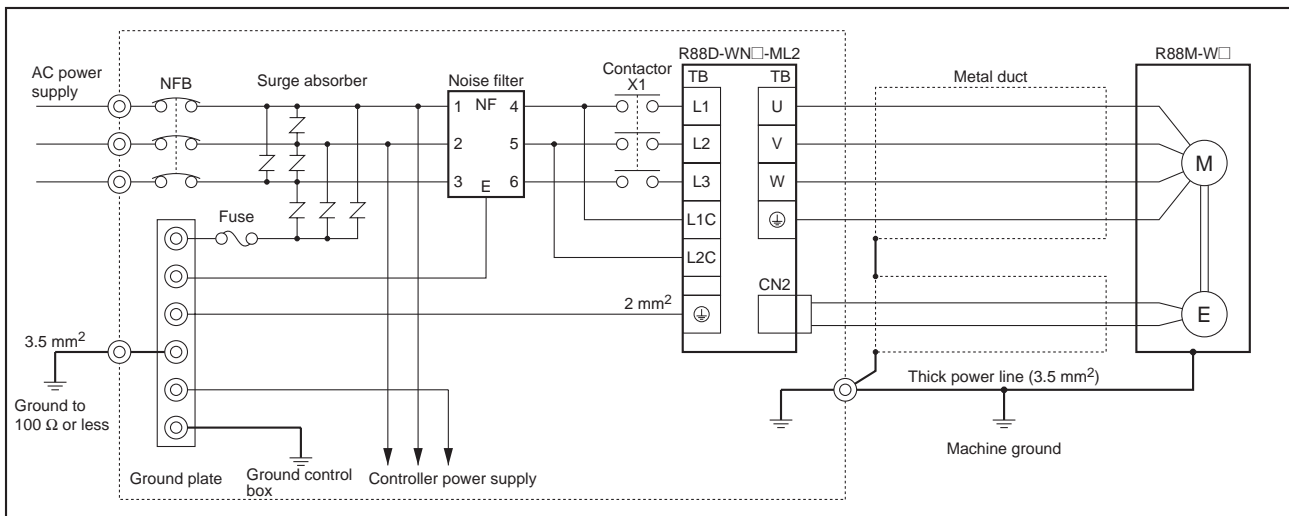 R88D-WN□-ML2
R88M-W□
AC power
supply
NFB
Surge absorber
Noise filter
Contactor
X1
TB
TB
Metal duct
1
NF
4
L1
U
2
5
L2
V
3
E
6
L3
W
M
Fuse
L1C
L2C
CN2
2 mm²
E
3.5 mm²
Thick power line (3.5 mm²)
Ground to
100 Ω or less
Machine ground
Ground plate
Ground control
box
Controller power supply